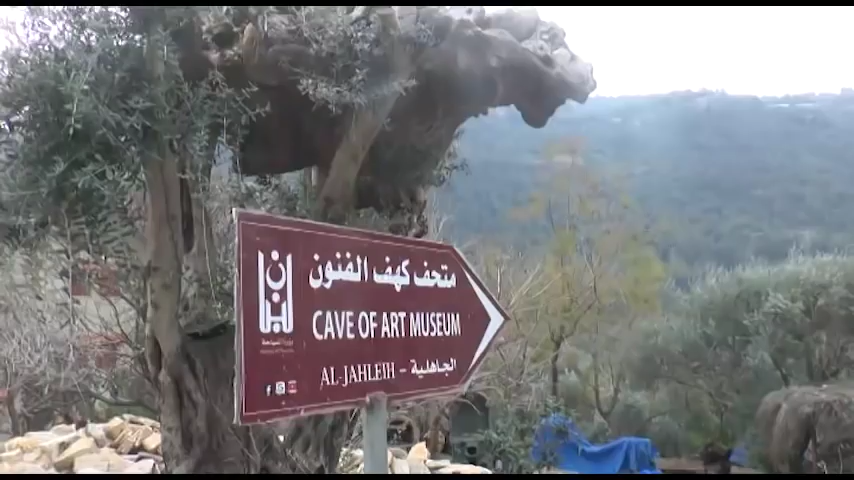 متحف كهف الفنون
لبنان
CAVE OF ART MUSEUM
AL-JAHLEIH – الجاهلية